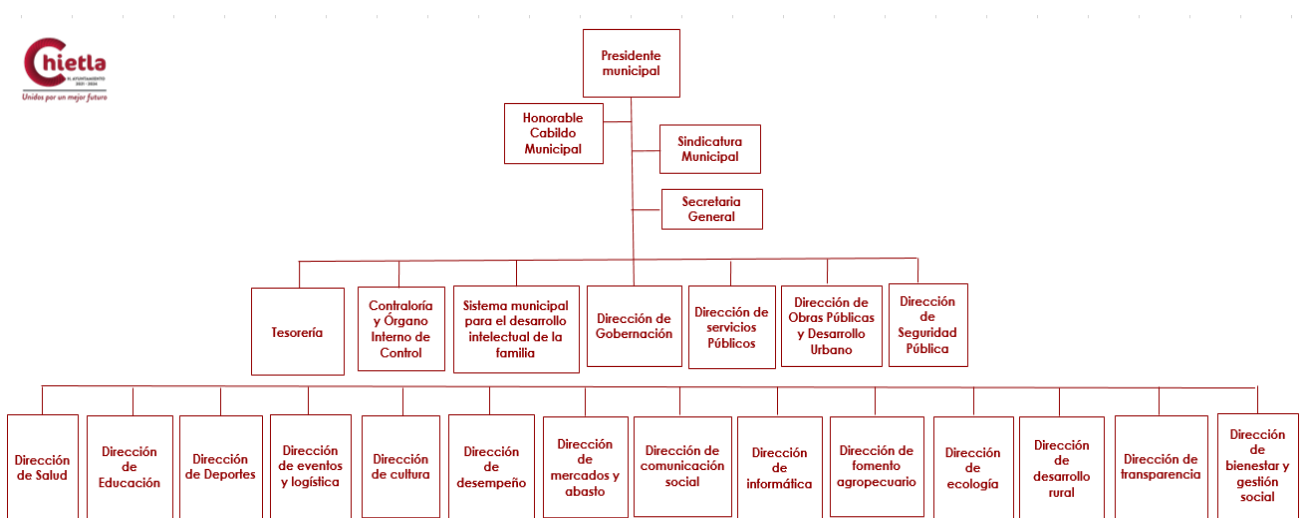 Chietla
H. AYUNTAMIENTO
2021 - 2024
Unidos por un mejor futuro
Presidente
municipal
Honorable
Cabildo
Municipal
Sindicatura
Municipal
Secretaria
General
Tesorería
Contraloría
y Órgano
Interno de
Control
Sistema municipal
para el desarrollo
intelectual de la
familia
Dirección de
Gobernación
Dirección de
servicios
Públicos
Dirección de
Obras Públicas
y Desarrollo
Urbano
Dirección
de
Seguridad
Pública
Dirección
de Salud
Dirección
de
Educación
Dirección
de Deportes
Dirección
de eventos
y logística
Dirección
de cultura
Dirección
de
desempeño
Dirección
de
mercados y
abasto
Dirección de
comunicación
social
Dirección
de
informática
Dirección
de fomento
agropecuario
Dirección
de
ecología
Dirección
de
desarrollo
rural
Dirección de
transparencia
Dirección
de
bienestar y
gestión
social